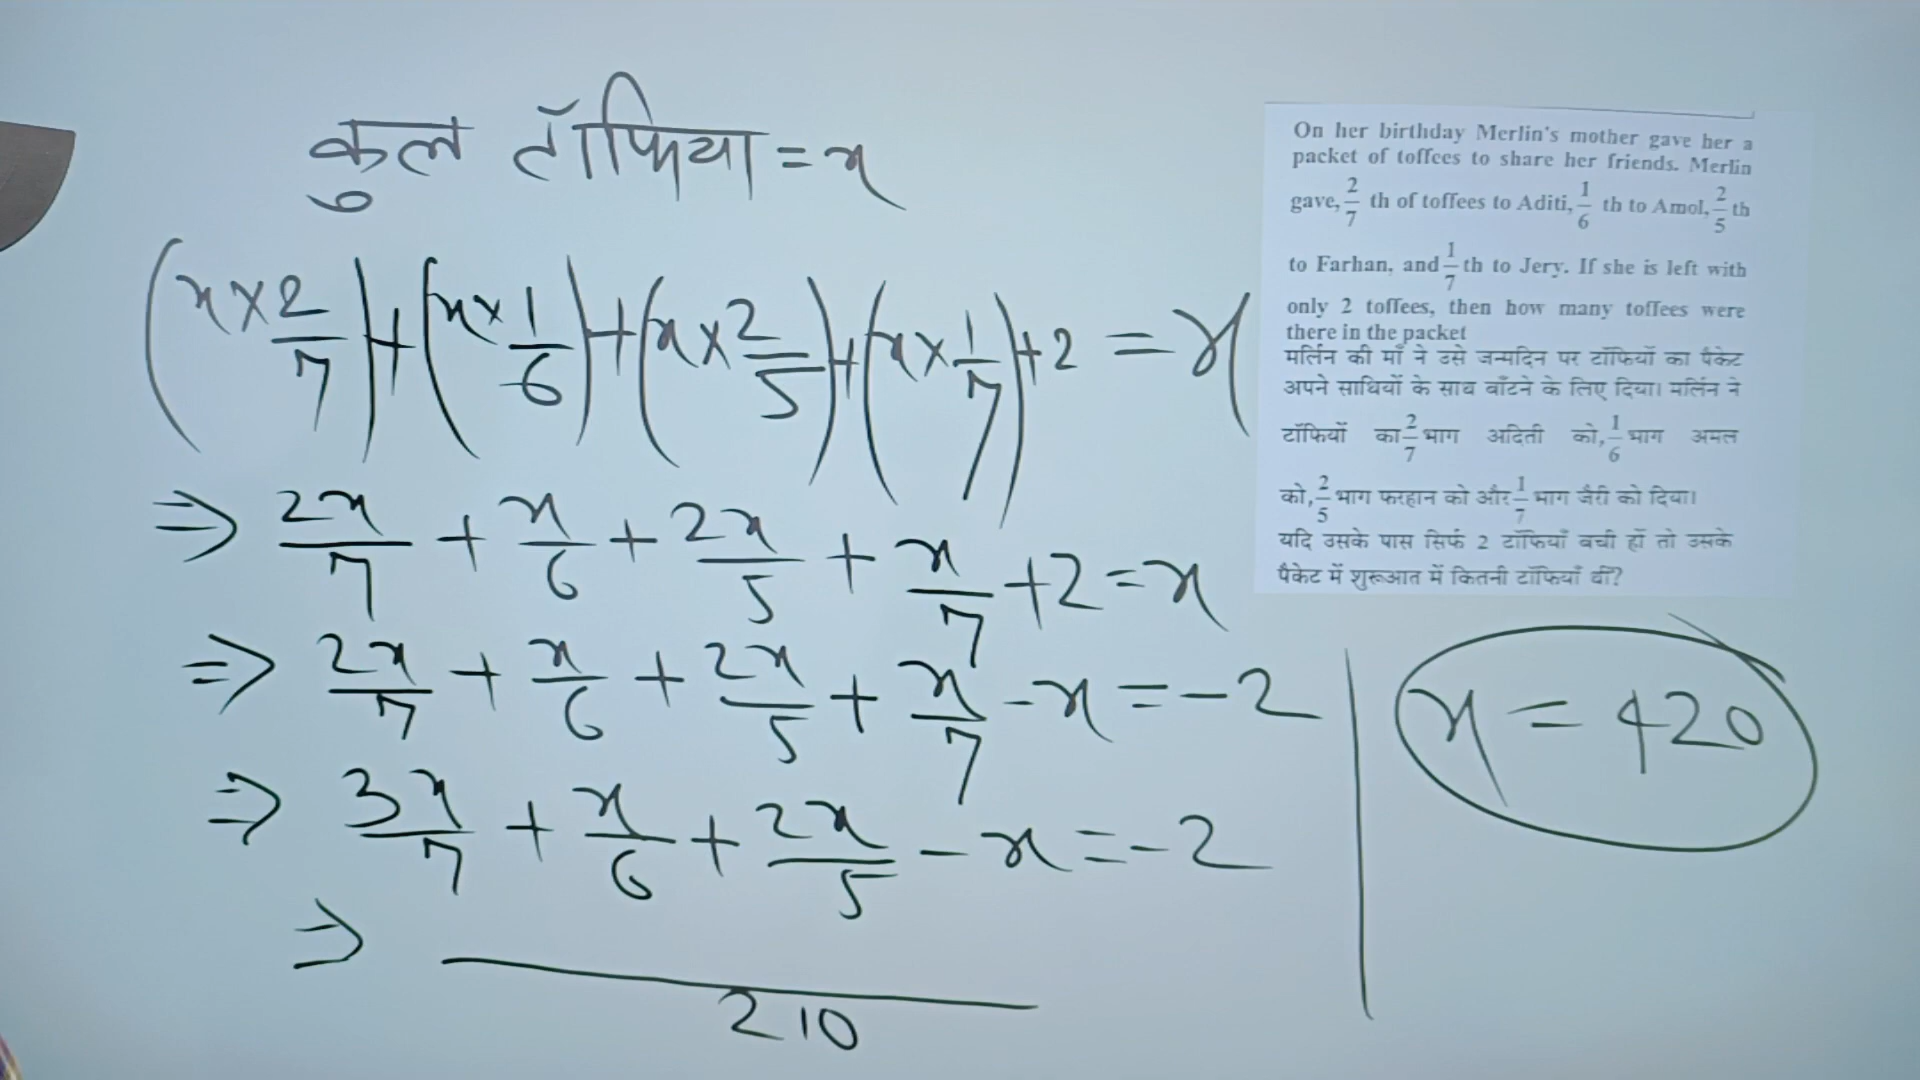 कुल टॉफिया = x
(x × 2/7) + (x × 1/6) + (x × 2/5) + (x × 1/7) + 2 = x
⇒ 2x/7 + x/6 + 2x/5 + x/7 + 2 = x
⇒ 2x/7 + x/6 + 2x/5 + x/7 - x = -2
⇒ 3x/7 + x/6 + 2x/5 - x = -2
⇒ ___/210
On her birthday Merlin's mother gave her a
packet of toffees to share her friends. Merlin
gave, 2/7 th of toffees to Aditi, 1/6 th to Amol, 2/5 th
to Farhan, and 1/7 th to Jery. If she is left with
only 2 toffees, then how many toffees were
there in the packet
मर्लिन की माँ ने उसे जन्मदिन पर टॉफियों का पैकेट
अपने साथियों के साथ बाँटने के लिए दिया। मर्लिन ने
टॉफियों का 2/7 भाग अदिती को, 1/6 भाग अमल
को, 2/5 भाग फरहान को और 1/7 भाग जैरी को दिया।
यदि उसके पास सिर्फ 2 टॉफियाँ बची हों तो उसके
पैकेट में शुरूआत में कितनी टॉफियाँ थीं?
x = 420